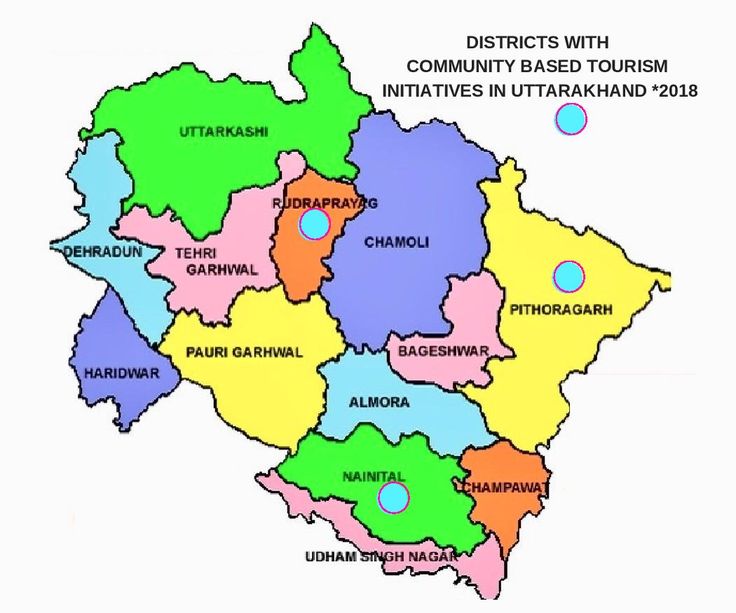 DISTRICTS WITH
COMMUNITY BASED TOURISM
INITIATIVES IN UTTARAKHAND *2018
UTTARKASHI
RUDRAPRAYAG
CHAMOLI
DEHRADUN
TEHRI
GARHWAL
PITHORAGARH
PAURI GARHWAL
BAGESHWAR
HARIDWAR
ALMORA
NAINITAL
CHAMPAWAT
UDHAM SINGH NAGAR